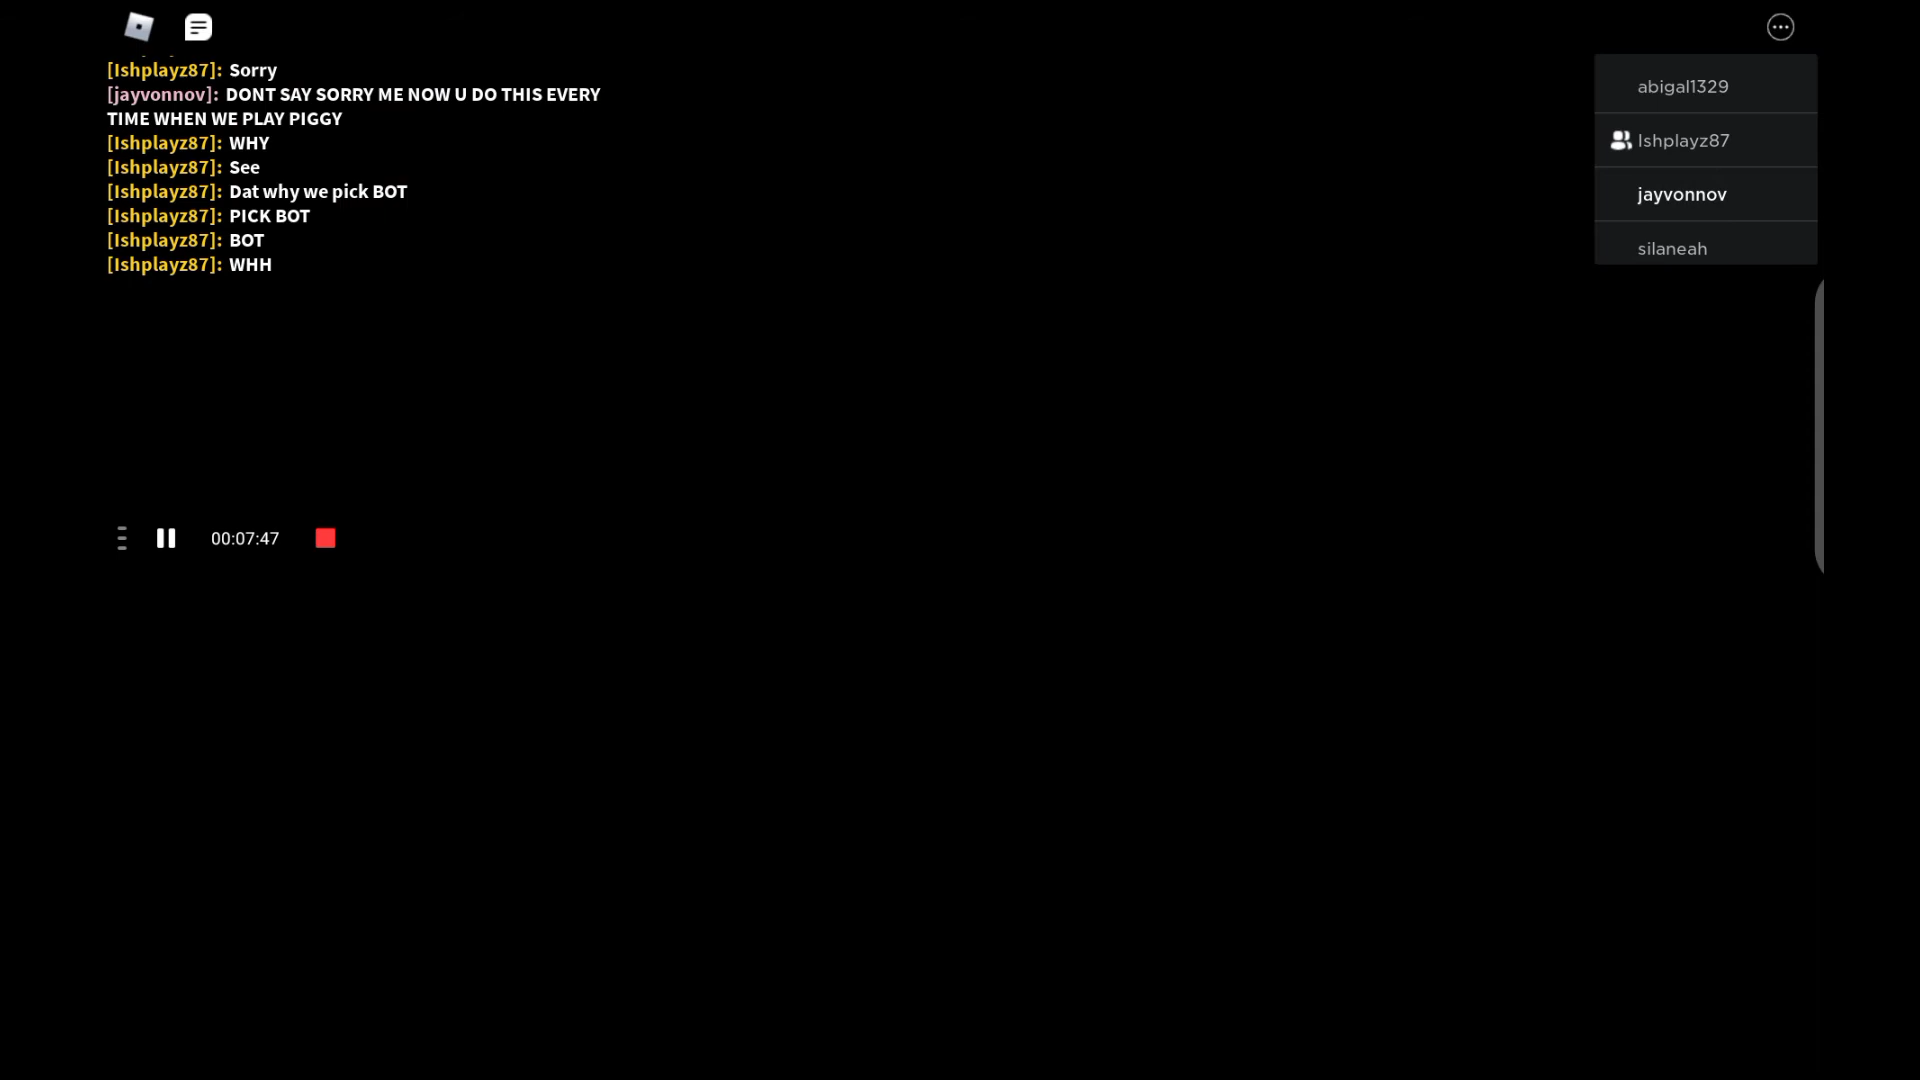 [Ishplayz87]: Sorry
[jayvonnov]: DONT SAY SORRY ME NOW U DO THIS EVERY
TIME WHEN WE PLAY PIGGY
[Ishplayz87]: WHY
[Ishplayz87]: See
[Ishplayz87]: Dat why we pick BOT
[Ishplayz87]: PICK BOT
[Ishplayz87]: BOT
[Ishplayz87]: WHH
abigal1329
Ishplayz87
jayvonnov
silaneah
00:07:47